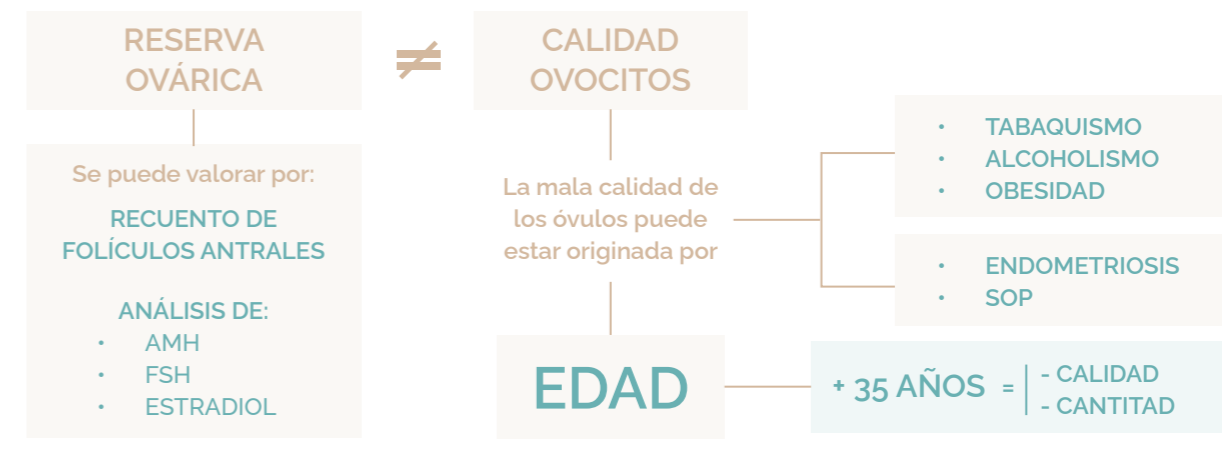 RESERVA
OVÁRICA
≠
CALIDAD
OVOCITOS
Se puede valorar por:
RECUENTO DE
FOLÍCULOS ANTRALES
ANÁLISIS DE:
• AMH
• FSH
• ESTRADIOL
La mala calidad de
los óvulos puede
estar originada por
• TABAQUISMO
• ALCOHOLISMO
• OBESIDAD
• ENDOMETRIOSIS
• SOP
EDAD
+ 35 AÑOS =
- CALIDAD
- CANTITAD